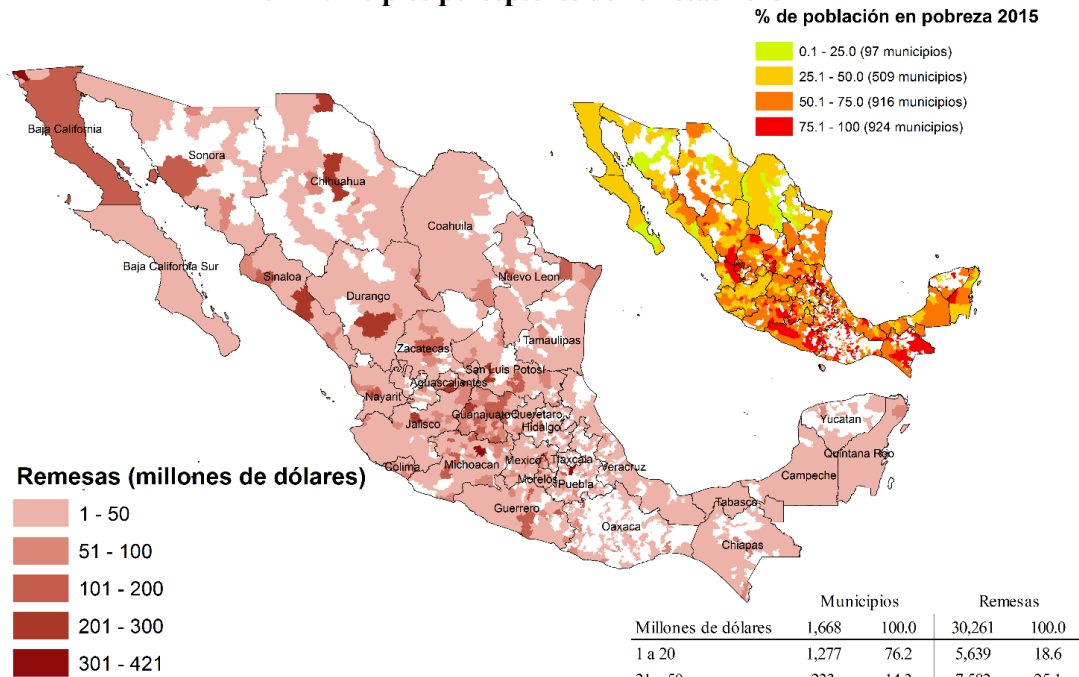 % de población en pobreza 2015
0.1 - 25.0 (97 municipios)
25.1 - 50.0 (509 municipios)
50.1 - 75.0 (916 municipios)
75.1 - 100 (924 municipios)
Baja California
Sonora
Chihuahua
Coahuila
Baja California Sur
Sinaloa
Nuevo Leon
Durango
Tamaulipas
Zacatecas
San Luis Potosi
Aguascalientes
Nayarit
Guanajuato
Queretaro
Hidalgo
Jalisco
Yucatan
Quintana Roo
Colima
Michoacan
Mexico
Tlaxcala
Veracruz
Campeche
Morelos
Puebla
Tabasco
Guerrero
Oaxaca
Chiapas
Remesas (millones de dólares)
1 - 50
51 - 100
101 - 200
201 - 300
301 - 421
Municipios Remesas
Millones de dólares 1,668 100.0 30,261 100.0
1 a 20 1,277 76.2 5,639 18.6